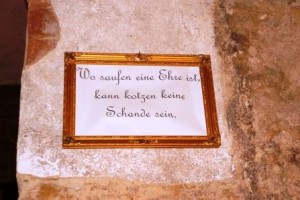 Wo saufen eine Ehre ist,
kann kotzen keine
Schande sein.